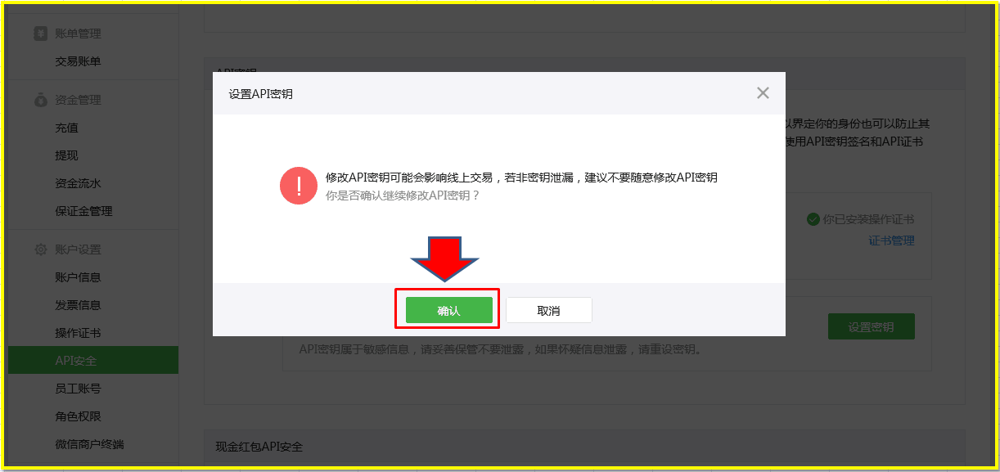 账单管理
交易账单
资金管理
充值
提现
资金流水
保证金管理
账户设置
账户信息
发票信息
操作证书
API安全
员工账号
角色权限
微信商户终端
API密钥
设置API密钥
以界定你的身份也可以防止其
使用API密钥签名和API证书
修改API密钥可能会影响线上交易，若非密钥泄漏，建议不要随意修改API密钥
你是否确认继续修改API密钥？
你已安装操作证书
证书管理
确认
取消
设置密钥
API密钥属于敏感信息，请妥善保管不要泄露，如果怀疑信息泄露，请重设密钥。
现金红包API安全